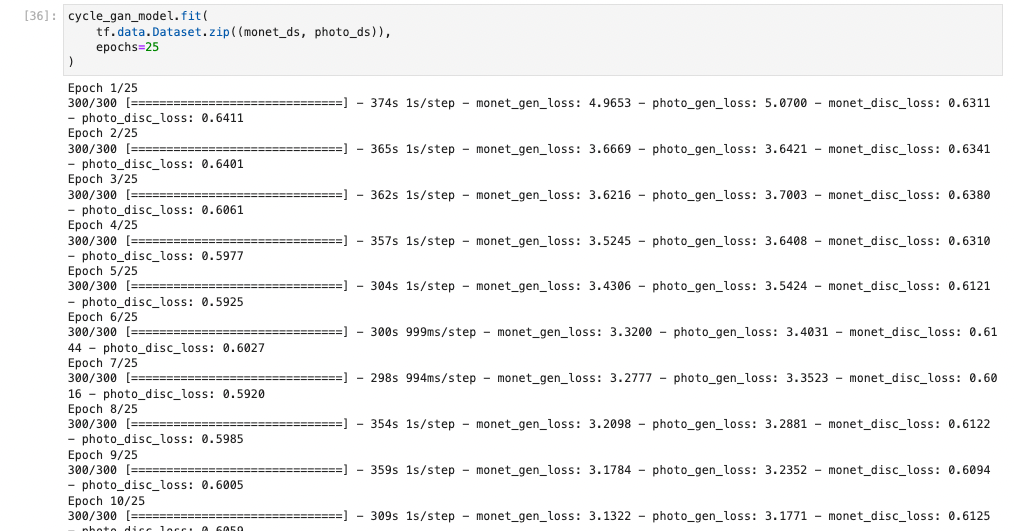 [36]: cycle_gan_model.fit(
    tf.data.Dataset.zip((monet_ds, photo_ds)),
    epochs=25
)
Epoch 1/25
300/300 [==============================] - 374s 1s/step - monet_gen_loss: 4.9653 - photo_gen_loss: 5.0700 - monet_disc_loss: 0.6311
- photo_disc_loss: 0.6411
Epoch 2/25
300/300 [==============================] - 365s 1s/step - monet_gen_loss: 3.6669 - photo_gen_loss: 3.6421 - monet_disc_loss: 0.6341
- photo_disc_loss: 0.6401
Epoch 3/25
300/300 [==============================] - 362s 1s/step - monet_gen_loss: 3.6216 - photo_gen_loss: 3.7003 - monet_disc_loss: 0.6380
- photo_disc_loss: 0.6061
Epoch 4/25
300/300 [==============================] - 357s 1s/step - monet_gen_loss: 3.5245 - photo_gen_loss: 3.6408 - monet_disc_loss: 0.6310
- photo_disc_loss: 0.5977
Epoch 5/25
300/300 [==============================] - 304s 1s/step - monet_gen_loss: 3.4306 - photo_gen_loss: 3.5424 - monet_disc_loss: 0.6121
- photo_disc_loss: 0.5925
Epoch 6/25
300/300 [==============================] - 300s 999ms/step - monet_gen_loss: 3.3200 - photo_gen_loss: 3.4031 - monet_disc_loss: 0.61
44 - photo_disc_loss: 0.6027
Epoch 7/25
300/300 [==============================] - 298s 994ms/step - monet_gen_loss: 3.2777 - photo_gen_loss: 3.3523 - monet_disc_loss: 0.60
16 - photo_disc_loss: 0.5920
Epoch 8/25
300/300 [==============================] - 354s 1s/step - monet_gen_loss: 3.2098 - photo_gen_loss: 3.2881 - monet_disc_loss: 0.6122
- photo_disc_loss: 0.5985
Epoch 9/25
300/300 [==============================] - 359s 1s/step - monet_gen_loss: 3.1784 - photo_gen_loss: 3.2352 - monet_disc_loss: 0.6094
- photo_disc_loss: 0.6005
Epoch 10/25
300/300 [==============================] - 309s 1s/step - monet_gen_loss: 3.1322 - photo_gen_loss: 3.1771 - monet_disc_loss: 0.6125
- photo_disc_loss: